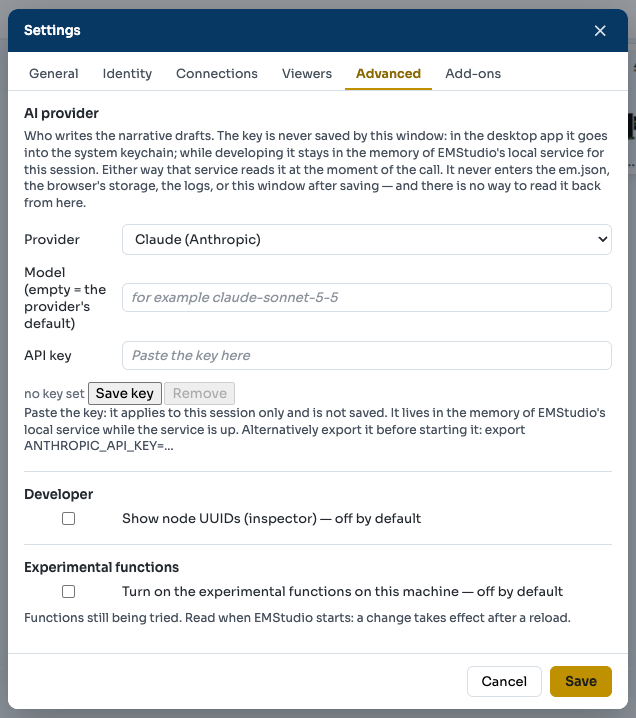 Settings
General Identity Connections Viewers Advanced Add-ons
AI provider
Who writes the narrative drafts. The key is never saved by this window: in the desktop app it goes
into the system keychain; while developing it stays in the memory of EMStudio's local service for
this session. Either way that service reads it at the moment of the call. It never enters the em.json,
the browser's storage, the logs, or this window after saving — and there is no way to read it back
from here.
Provider Claude (Anthropic)
Model
(empty = the
provider's
default)
for example claude-sonnet-5-5
API key Paste the key here
no key set Save key Remove
Paste the key: it applies to this session only and is not saved. It lives in the memory of EMStudio's
local service while the service is up. Alternatively export it before starting it: export
ANTHROPIC_API_KEY=…
Developer
Show node UUIDs (inspector) — off by default
Experimental functions
Turn on the experimental functions on this machine — off by default
Functions still being tried. Read when EMStudio starts: a change takes effect after a reload.
Cancel Save